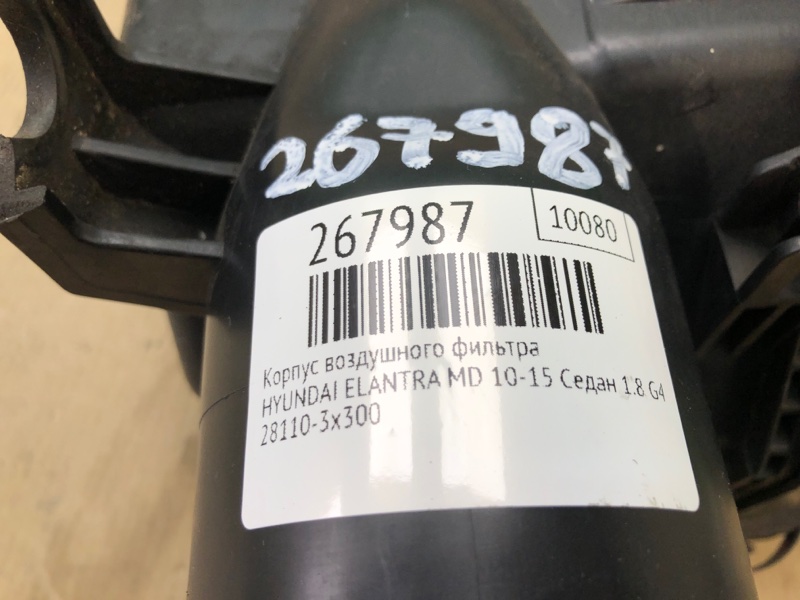 267987
267987
10080
Корпус воздушного фильтра
HYUNDAI ELANTRA MD 10-15 Седан 1.8 G4
28110-3x300